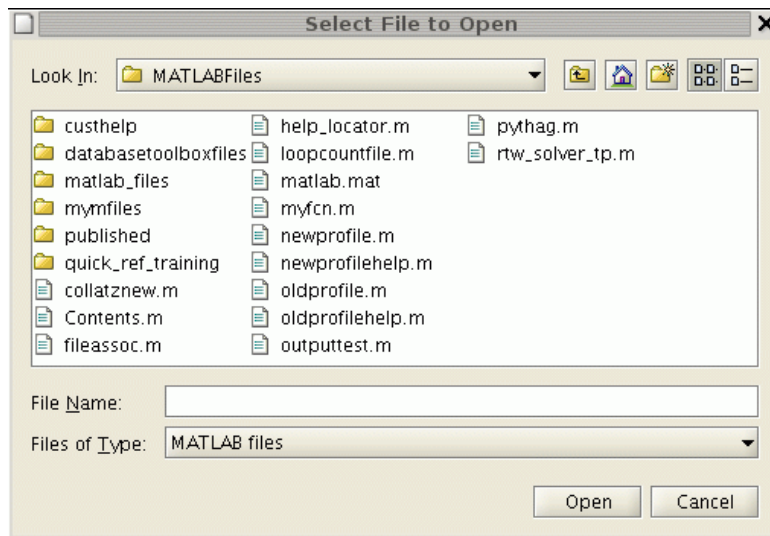 Select File to Open
Look In: MATLABFiles
custhelp
databasetoolboxfiles
matlab_files
mymfiles
published
quick_ref_training
collatznew.m
Contents.m
fileassoc.m
help_locator.m
loopcountfile.m
matlab.mat
myfcn.m
newprofile.m
newprofilehelp.m
oldprofile.m
oldprofilehelp.m
outputtest.m
pythag.m
rtw_solver_tp.m
File Name:
Files of Type: MATLAB files
Open Cancel